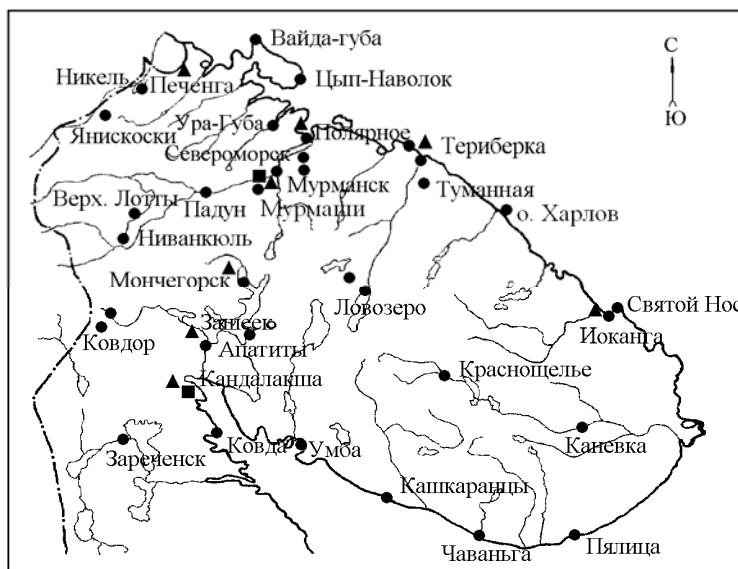 Вайда-губа
С
Никель
Печенга
Цып-Наволок
Ю
Янискоски
Ура-Губа
Полярное
Териберка
Североморск
Мурманск
Туманная
Верх. Лотты
Падун
Мурмаши
о. Харлов
Ниванкюль
Мончегорск
Ловозеро
Святой Нос
Зашеек
Иоканга
Ковдор
Апатиты
Краснощелье
Кандалакша
Каневка
Зареченск
Ковда
Умба
Кашкаранцы
Чаваньга
Пялица